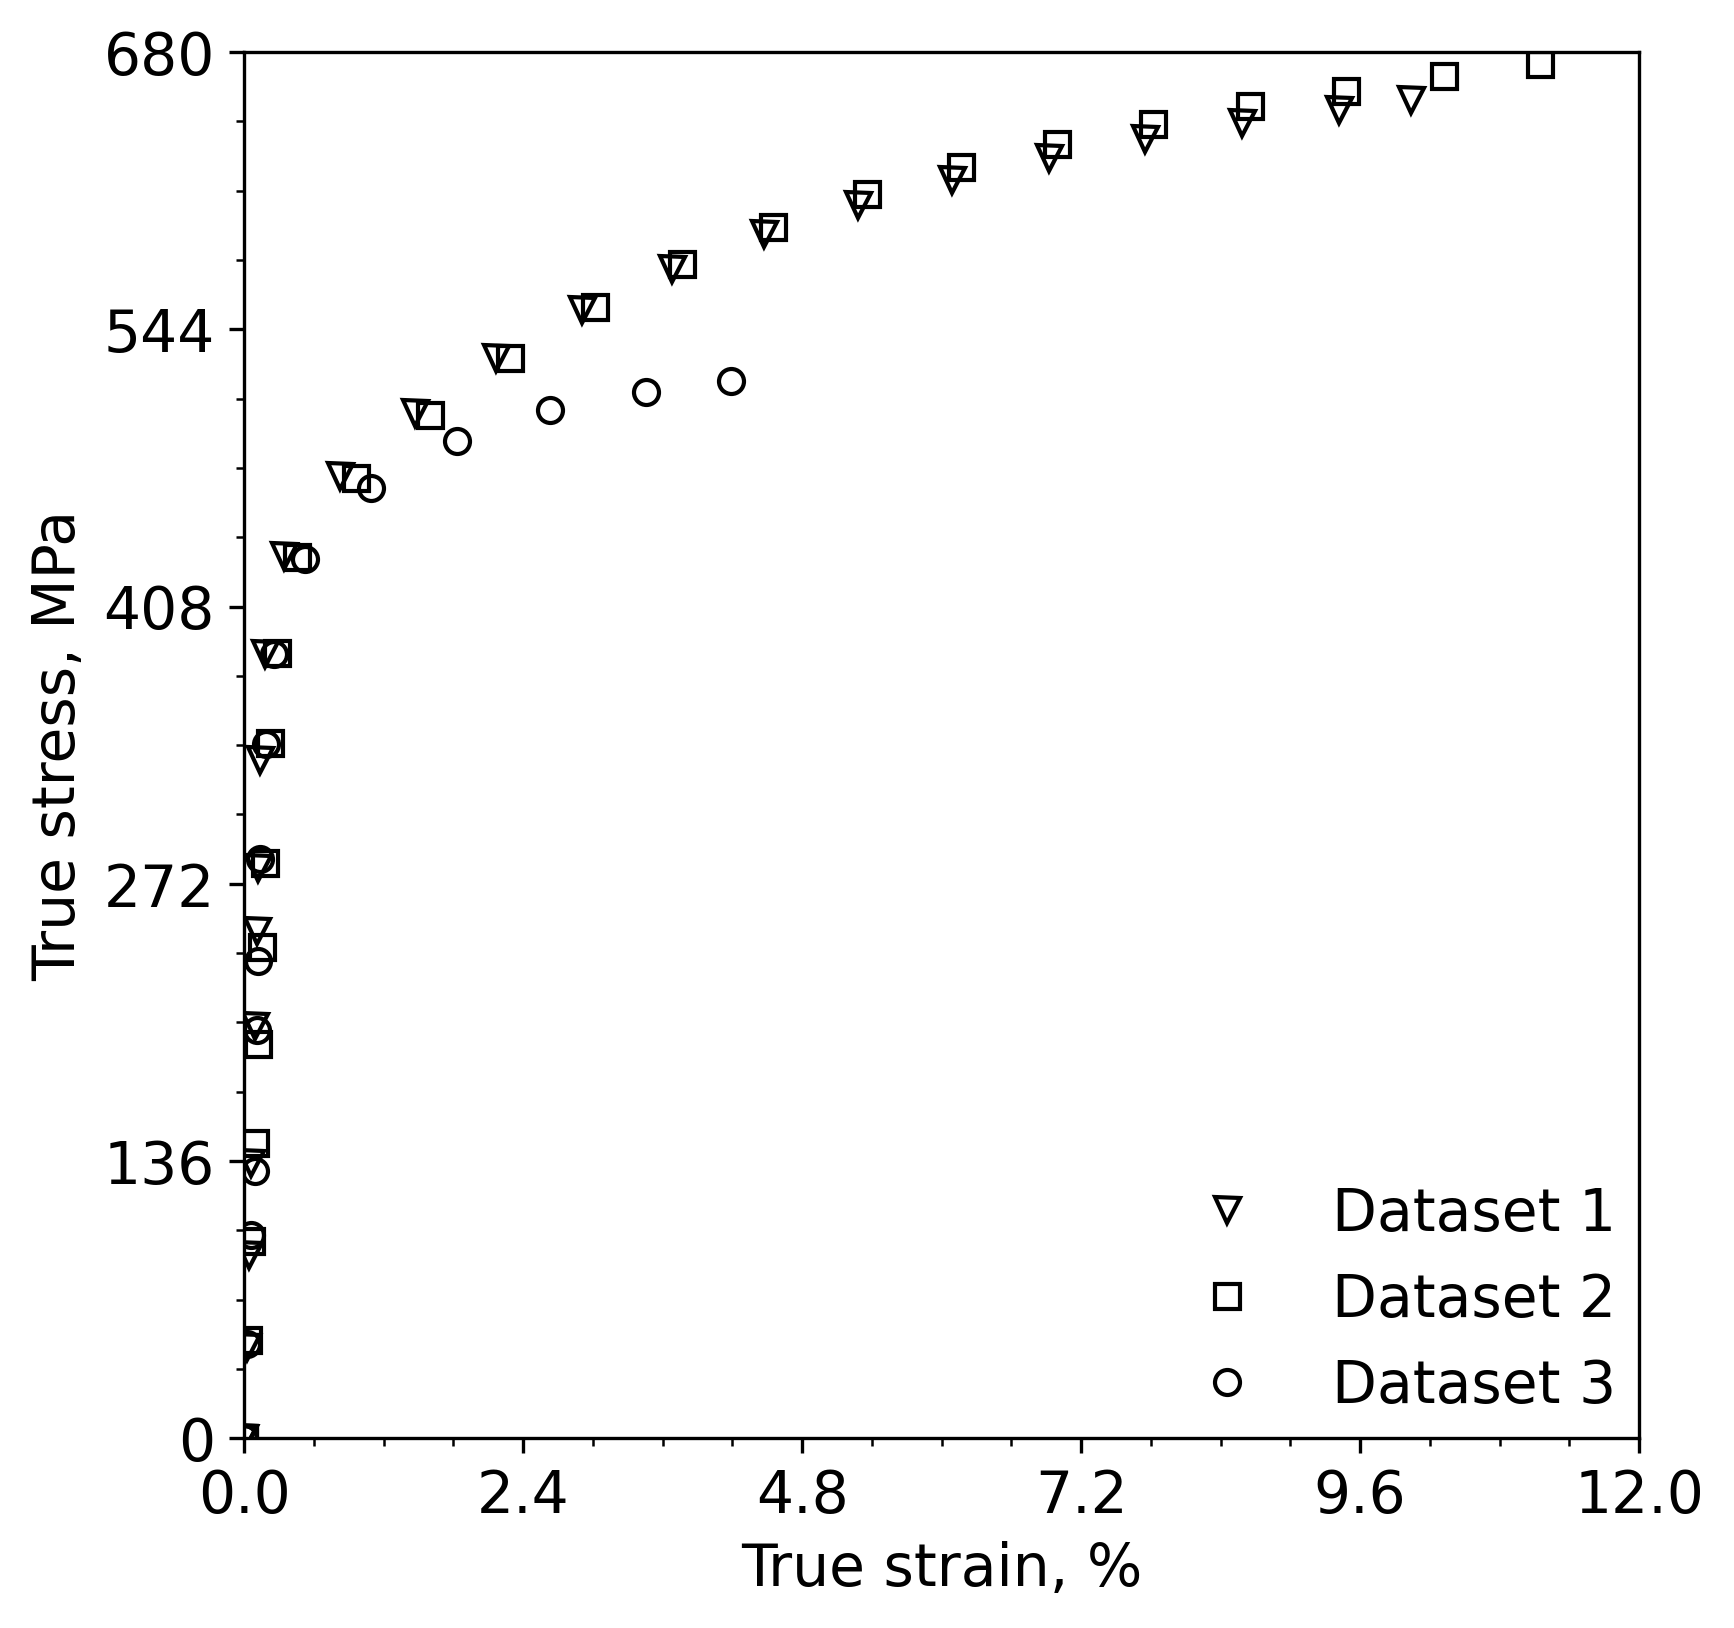 680
544
408
272
136
0
True stress, MPa
0.0 2.4 4.8 7.2 9.6 12.0
True strain, %
Dataset 1
Dataset 2
Dataset 3